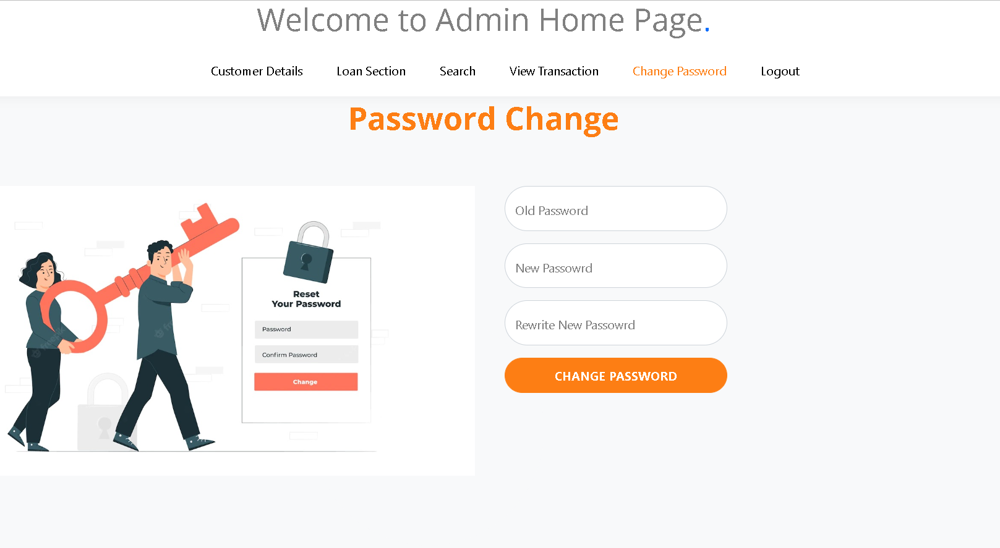 Welcome to Admin Home Page.
Customer Details Loan Section Search View Transaction Change Password Logout
Password Change
Old Password
New Passowrd
Rewrite New Passowrd
CHANGE PASSWORD
Reset
Your Password
Password
Confirm Password
Change